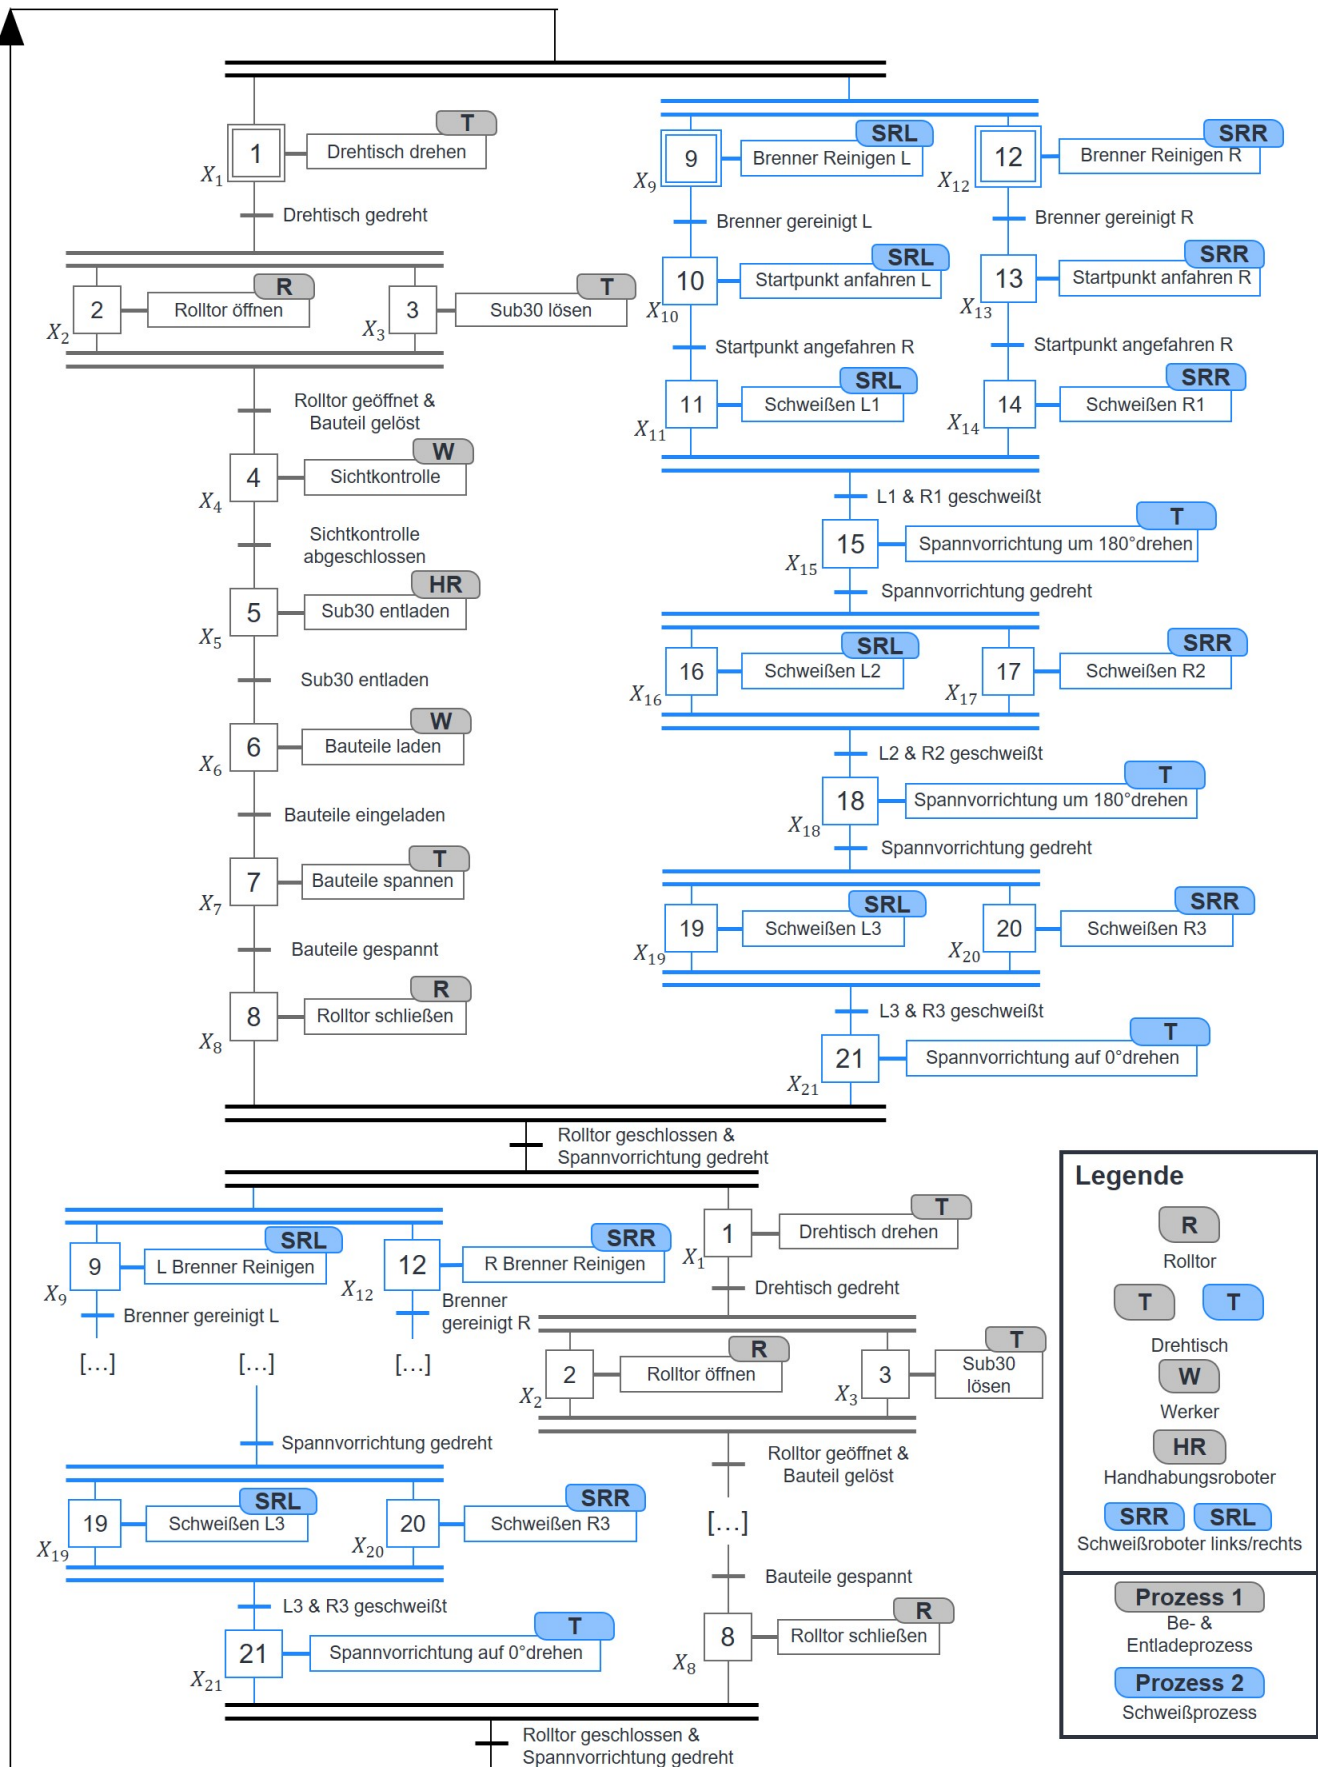 T
1
Drehtisch drehen
X1
Drehtisch gedreht
R
2
Rolltor öffnen
X2
T
3
Sub30 lösen
X3
Rolltor geöffnet &
Bauteil gelöst
W
4
Sichtkontrolle
X4
Sichtkontrolle
abgeschlossen
HR
5
Sub30 entladen
X5
Sub30 entladen
W
6
Bauteile laden
X6
Bauteile eingeladen
T
7
Bauteile spannen
X7
Bauteile gespannt
R
8
Rolltor schließen
X8
SRL
9
Brenner Reinigen L
X9
Brenner gereinigt L
SRL
10
Startpunkt anfahren L
X10
Startpunkt angefahren R
SRL
11
Schweißen L1
X11
SRR
12
Brenner Reinigen R
X12
Brenner gereinigt R
SRR
13
Startpunkt anfahren R
X13
Startpunkt angefahren R
SRR
14
Schweißen R1
X14
L1 & R1 geschweißt
T
15
Spannvorrichtung um 180°drehen
X15
Spannvorrichtung gedreht
SRL
16
Schweißen L2
X16
SRR
17
Schweißen R2
X17
L2 & R2 geschweißt
T
18
Spannvorrichtung um 180°drehen
X18
Spannvorrichtung gedreht
SRL
19
Schweißen L3
X19
SRR
20
Schweißen R3
X20
L3 & R3 geschweißt
T
21
Spannvorrichtung auf 0°drehen
X21
Rolltor geschlossen &
Spannvorrichtung gedreht
SRL
9
L Brenner Reinigen
X9
Brenner gereinigt L
[...]
[...]
SRR
12
R Brenner Reinigen
X12
Brenner
gereinigt R
[...]
Spannvorrichtung gedreht
SRL
19
Schweißen L3
X19
SRR
20
Schweißen R3
X20
L3 & R3 geschweißt
T
21
Spannvorrichtung auf 0°drehen
X21
T
1
Drehtisch drehen
X1
Drehtisch gedreht
R
2
Rolltor öffnen
X2
T
3
Sub30
lösen
X3
Rolltor geöffnet &
Bauteil gelöst
[...]
Bauteile gespannt
R
8
Rolltor schließen
X8
Rolltor geschlossen &
Spannvorrichtung gedreht
Legende
R
Rolltor
T T
Drehtisch
W
Werker
HR
Handhabungsroboter
SRR SRL
Schweißroboter links/rechts
Prozess 1
Be- &
Entladeprozess
Prozess 2
Schweißprozess